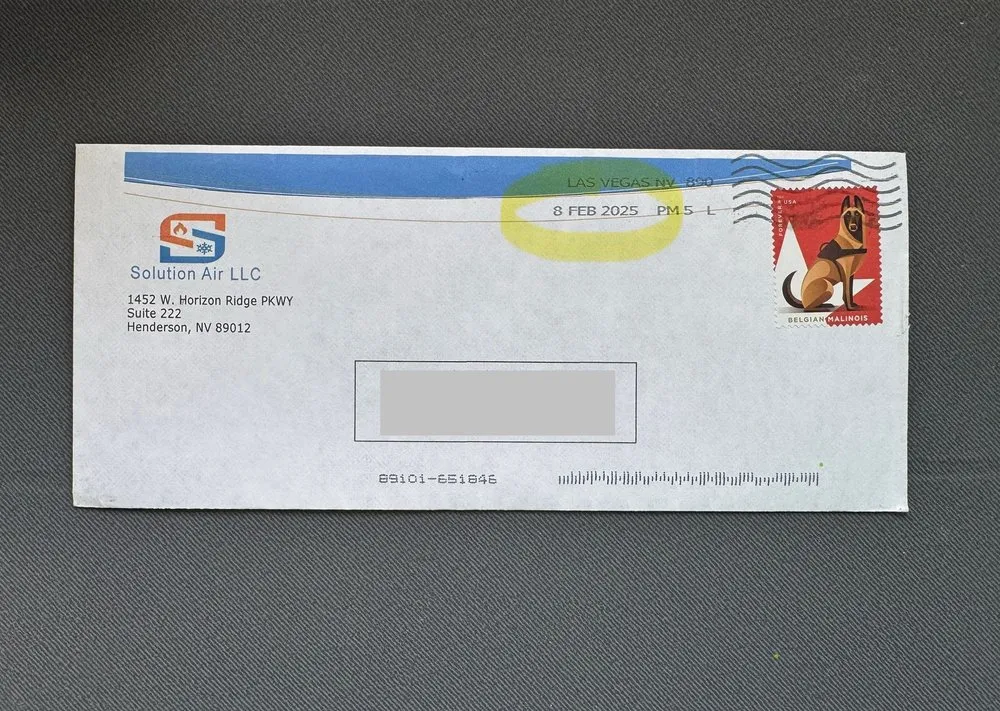 LAS VEGAS NV 890
8 FEB 2025 PM 5 L
FOREVER USA
BELGIAN MALINOIS
S
Solution Air LLC
1452 W. Horizon Ridge PKWY
Suite 222
Henderson, NV 89012
89101-651846